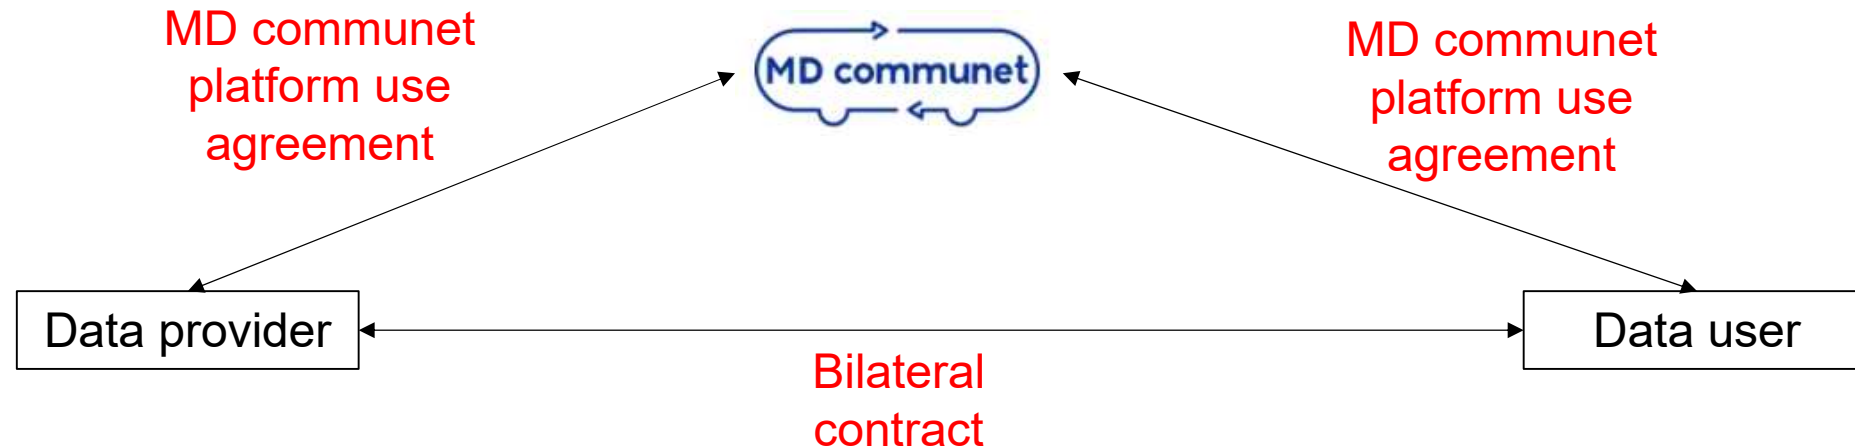 MD communet
platform use
agreement
MD communet
MD communet
platform use
agreement
Data provider
Data user
Bilateral
contract